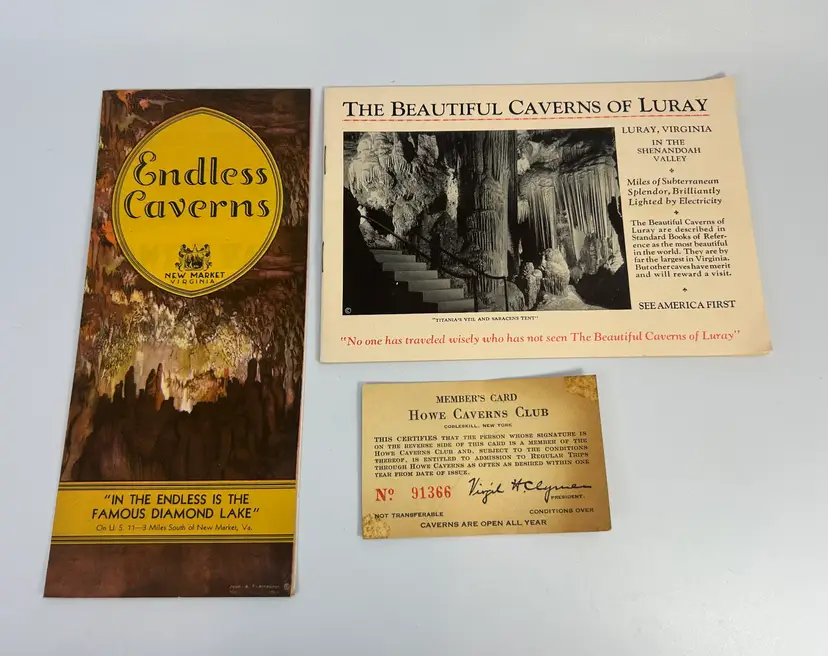 Endless
Caverns
NEW MARKET
VIRGINIA
"IN THE ENDLESS IS THE
FAMOUS DIAMOND LAKE"
On U. S. 11—3 Miles South of New Market, Va.
THE BEAUTIFUL CAVERNS OF LURAY
LURAY, VIRGINIA
IN THE
SHENANDOAH
VALLEY
Miles of Subterranean
Splendor, Brilliantly
Lighted by Electricity
The Beautiful Caverns of
Luray are described in
Standard Books of Refer-
ence as the most beautiful
in the world. They are by
far the largest in Virginia.
But other caves have merit
and will reward a visit.
SEE AMERICA FIRST
©
"TITANIA'S VEIL AND SARACENS TENT"
"No one has traveled wisely who has not seen The Beautiful Caverns of Luray"
MEMBER'S CARD
HOWE CAVERNS CLUB
COBLESKILL, NEW YORK
THIS CERTIFIES THAT THE PERSON WHOSE SIGNATURE IS
ON THE REVERSE SIDE OF THIS CARD IS A MEMBER OF THE
HOWE CAVERNS CLUB AND, SUBJECT TO THE CONDITIONS
THEREOF, IS ENTITLED TO ADMISSION TO REGULAR TRIPS
THROUGH HOWE CAVERNS AS OFTEN AS DESIRED WITHIN ONE
YEAR FROM DATE OF ISSUE.
Nº 91366
Virgil H. Clymer
PRESIDENT.
NOT TRANSFERABLE
CONDITIONS OVER
CAVERNS ARE OPEN ALL YEAR